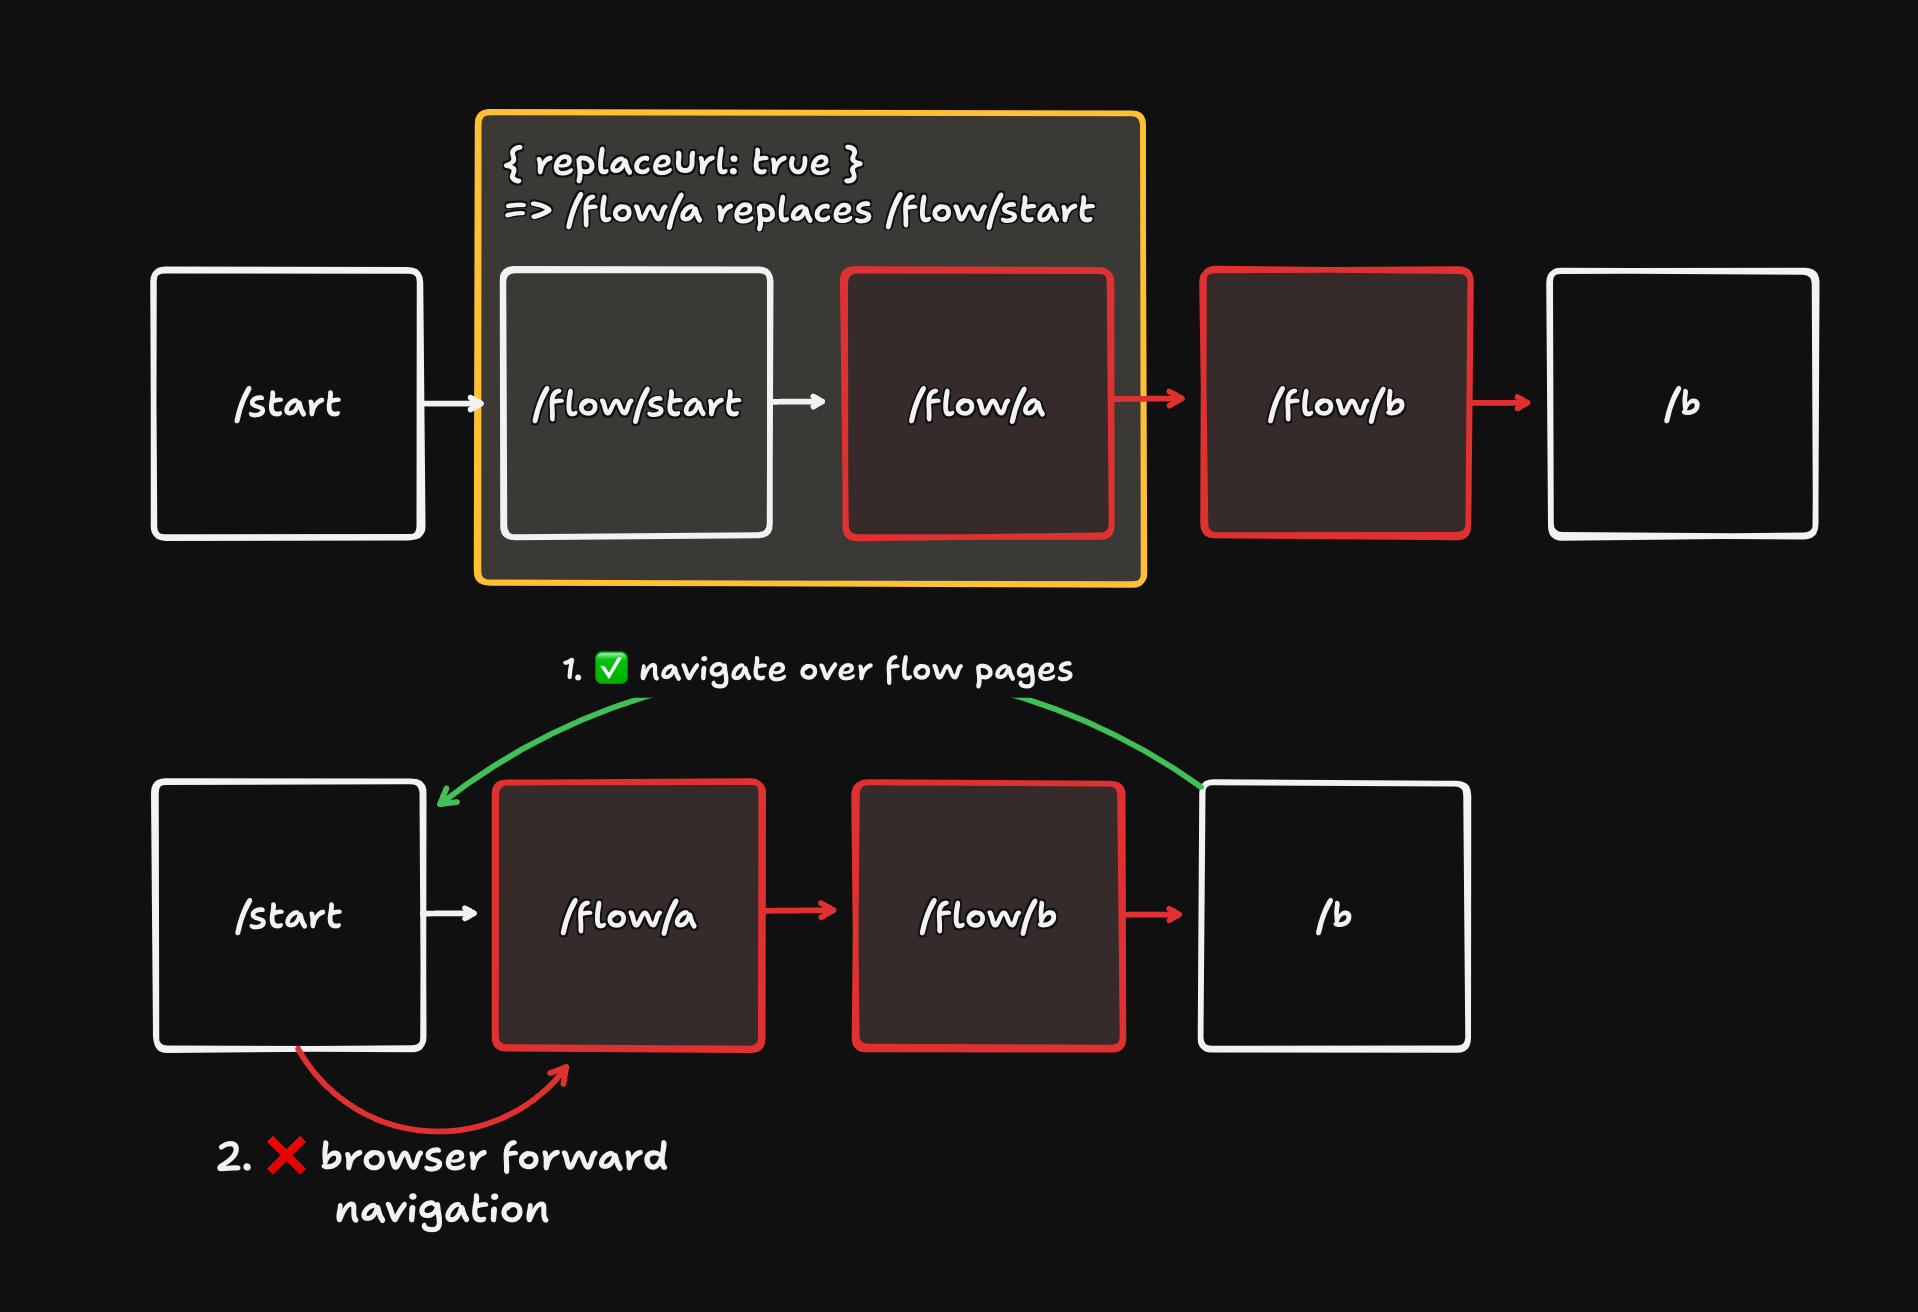 { replaceUrl: true }
=> /flow/a replaces /flow/start
/start
/flow/start
/flow/a
/flow/b
/b
1. ✅ navigate over flow pages
/start
/flow/a
/flow/b
/b
2. ❌ browser forward
navigation